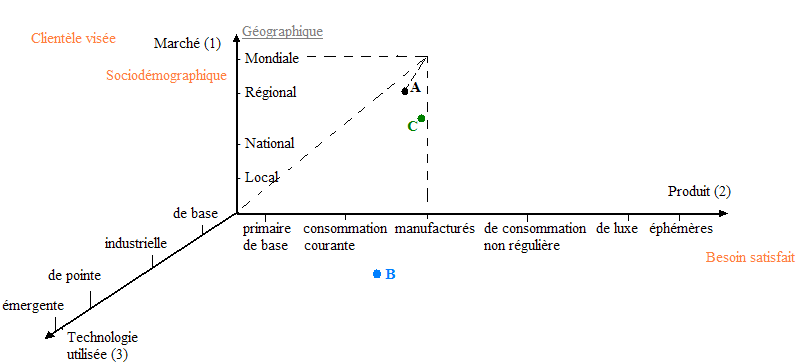 Géographique
Clientèle visée
Marché (1)
Mondiale
Sociodémographique
A
Régional
C
National
Local
Produit (2)
de base
primaire
de base
consommation
courante
manufacturés
de consommation
non régulière
de luxe
éphémères
industrielle
Besoin satisfait
de pointe
B
émergente
Technologie
utilisée (3)